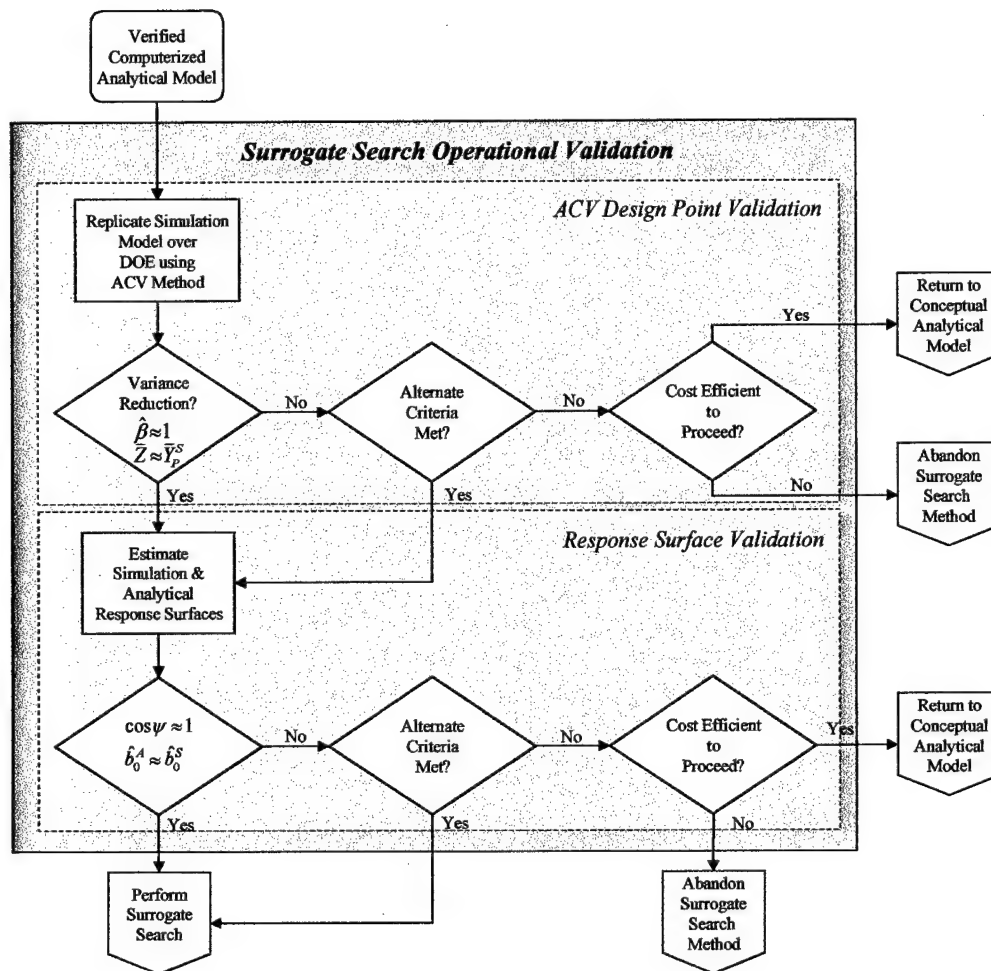 Verified
Computerized
Analytical Model
Surrogate Search Operational Validation
ACV Design Point Validation
Replicate Simulation
Model over
DOE using
ACV Method
Variance
Reduction?
β̂≈1
Z̄≈Ȳ_P^S
No
Alternate
Criteria
Met?
No
Cost Efficient
to
Proceed?
Yes
Return to
Conceptual
Analytical
Model
No
Abandon
Surrogate
Search
Method
Yes
Yes
Response Surface Validation
Estimate
Simulation &
Analytical
Response Surfaces
cosψ≈1
b̂_0^A≈b̂_0^S
No
Alternate
Criteria
Met?
No
Cost Efficient
to
Proceed?
Yes
Return to
Conceptual
Analytical
Model
Yes
Yes
No
Perform
Surrogate
Search
Abandon
Surrogate
Search
Method